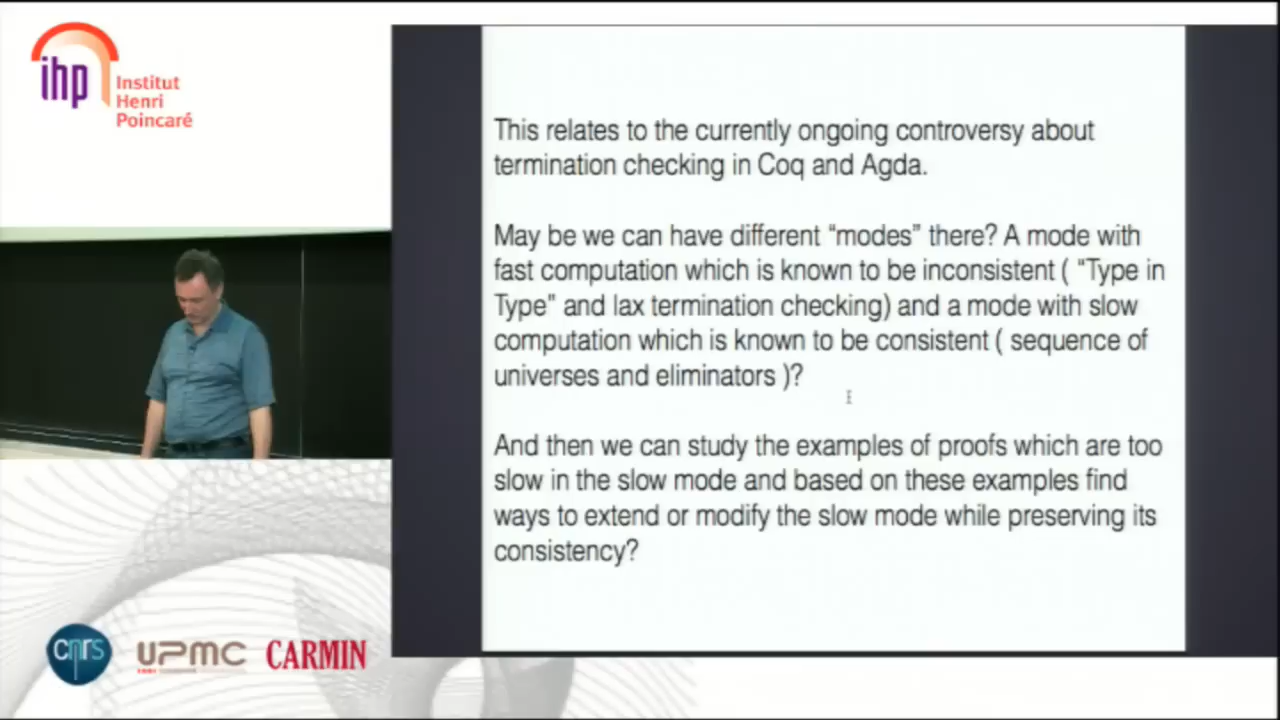 ihp
Institut
Henri
Poincaré
This relates to the currently ongoing controversy about
termination checking in Coq and Agda.
May be we can have different “modes” there? A mode with
fast computation which is known to be inconsistent ( “Type in
Type” and lax termination checking) and a mode with slow
computation which is known to be consistent ( sequence of
universes and eliminators )?
And then we can study the examples of proofs which are too
slow in the slow mode and based on these examples find
ways to extend or modify the slow mode while preserving its
consistency?
cnrs
UPMC
CARMIN